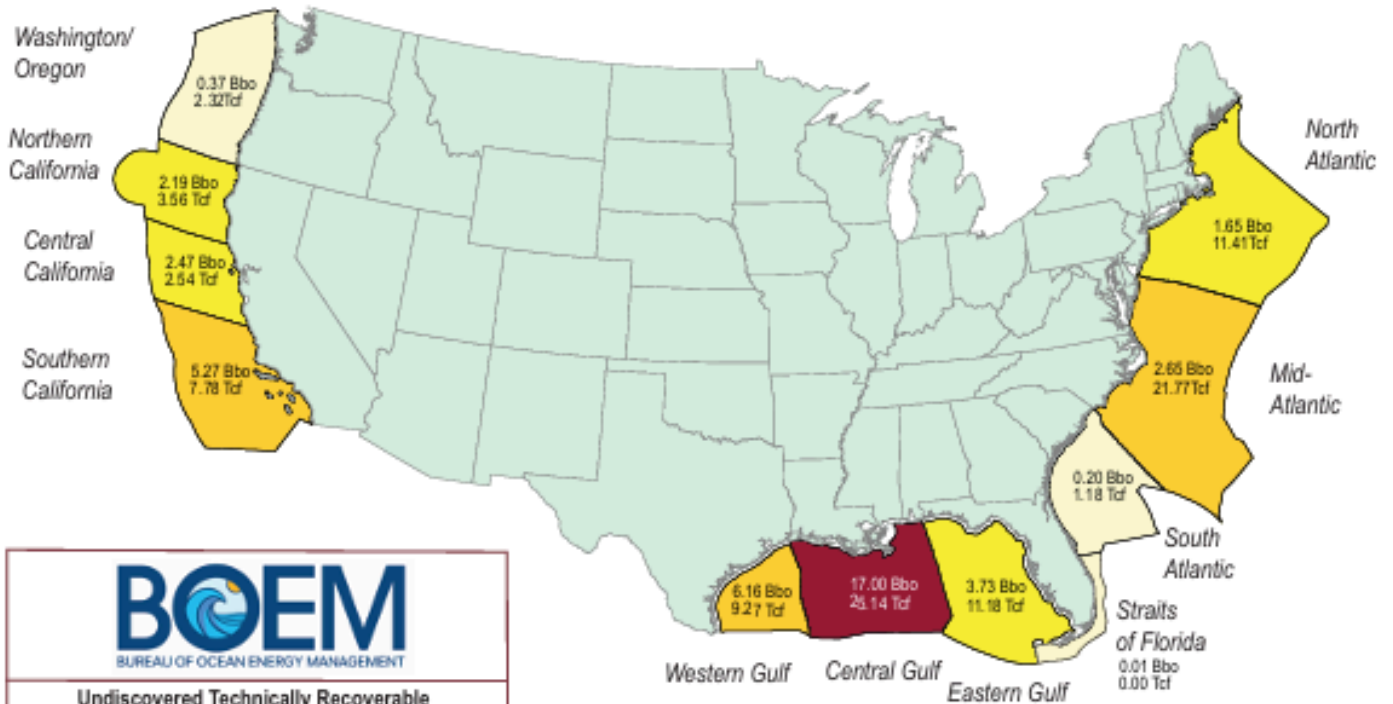 Washington/
Oregon
0.37 Bbo
2.32Tcf
Northern
California
2.19 Bbo
3.56 Tcf
Central
California
2.47 Bbo
2.54 Tcf
Southern
California
5.27 Bbo
7.78 Tcf
North
Atlantic
1.65 Bbo
11.41Tcf
Mid-
Atlantic
2.65 Bbo
21.77Tcf
0.20 Bbo
1.18 Tcf
South
Atlantic
Straits
of Florida
0.01 Bbo
0.00 Tcf
6.16 Bbo
9.27 Tcf
Western Gulf
17.00 Bbo
26.14 Tcf
Central Gulf
3.73 Bbo
11.18 Tcf
Eastern Gulf
BOEM
BUREAU OF OCEAN ENERGY MANAGEMENT
Undiscovered Technically Recoverable